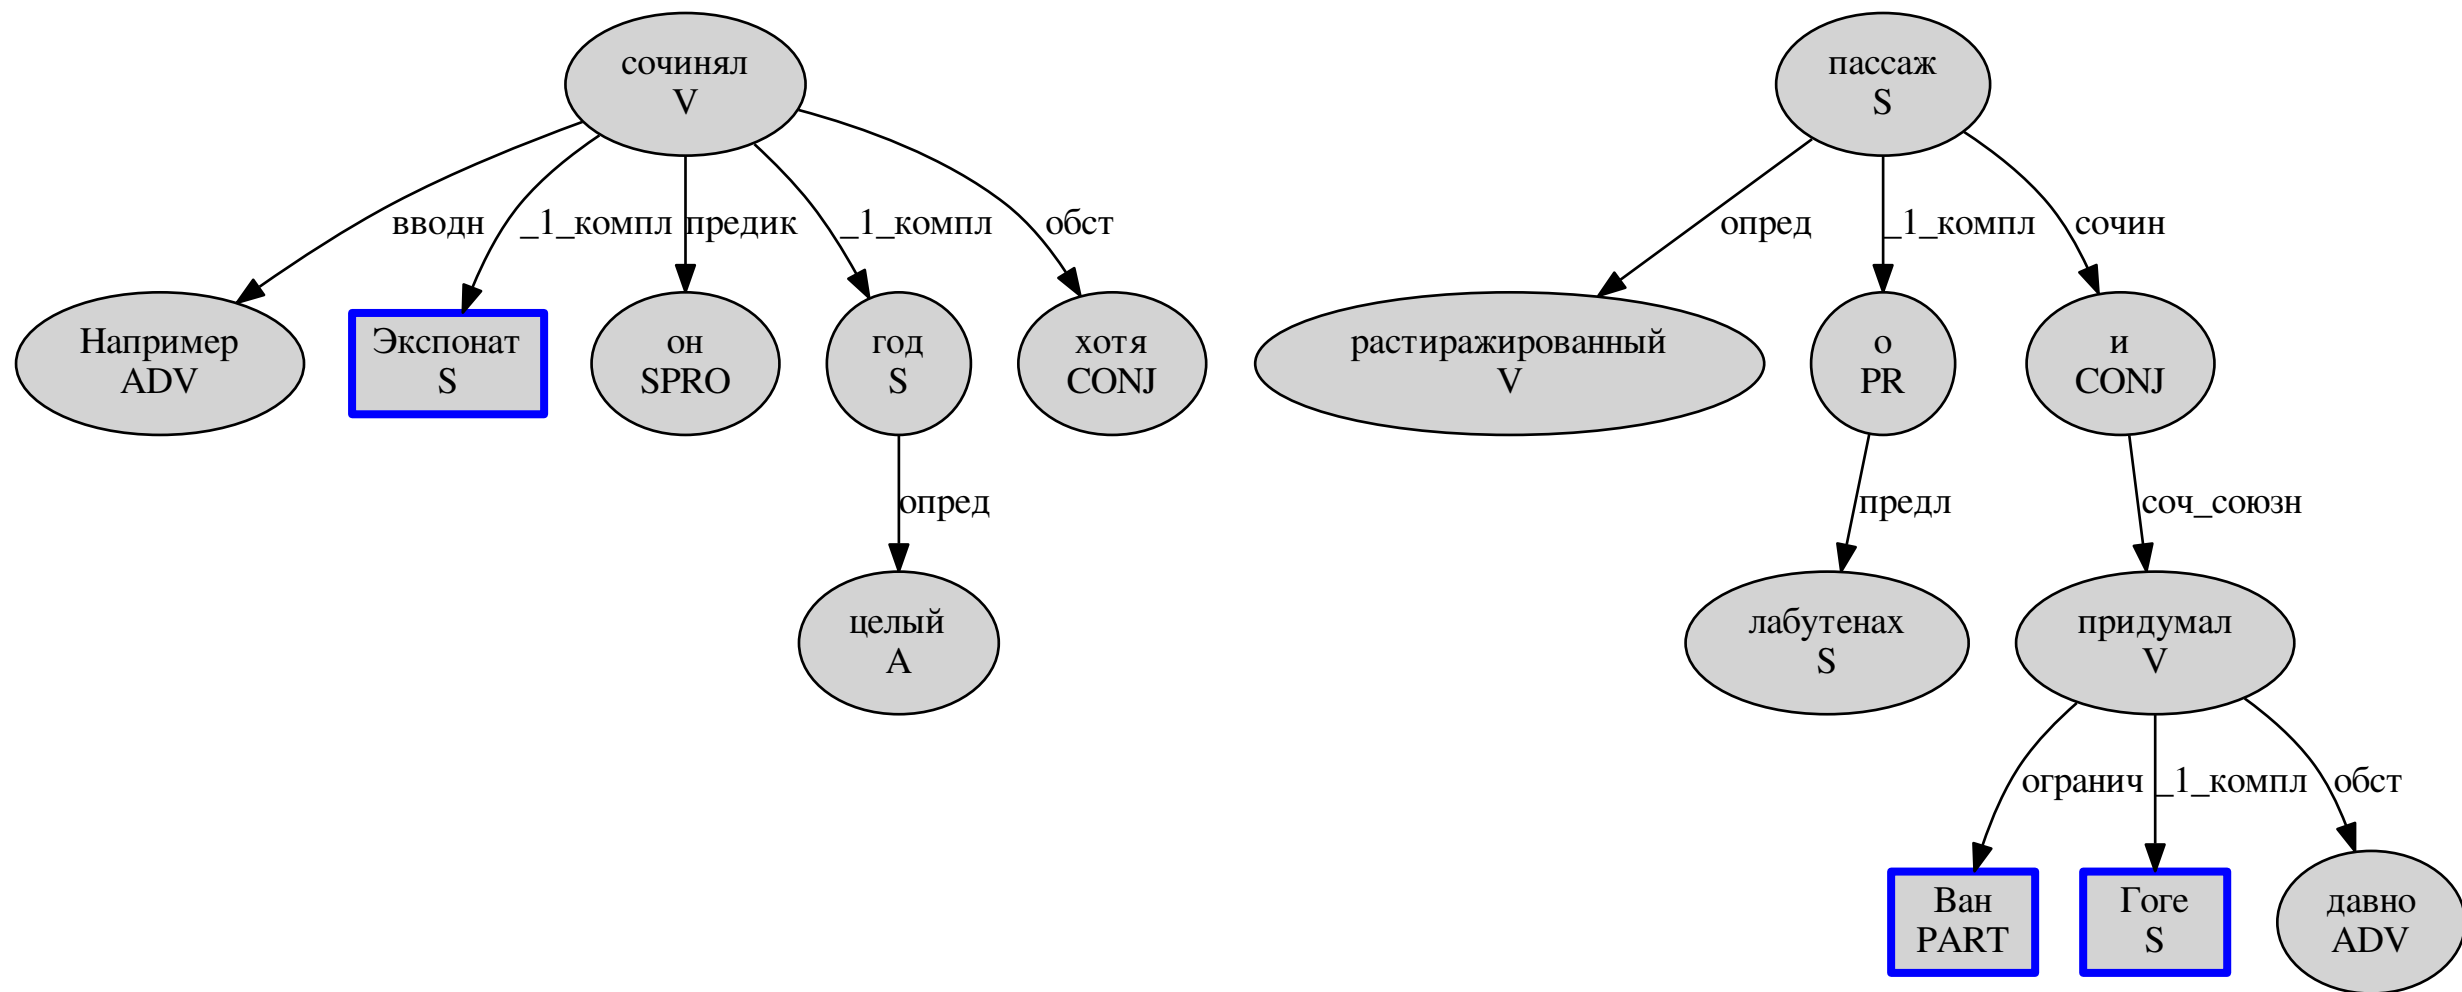 сочинял
V
пассаж
S
вводн
_1_компл
предик
_1_компл
обст
опред
_1_компл
сочин
Например
ADV
Экспонат
S
он
SPRO
год
S
хотя
CONJ
растиражированный
V
о
PR
и
CONJ
опред
предл
соч_союзн
целый
A
лабутенах
S
придумал
V
огранич
_1_компл
обст
Ван
PART
Гоге
S
давно
ADV